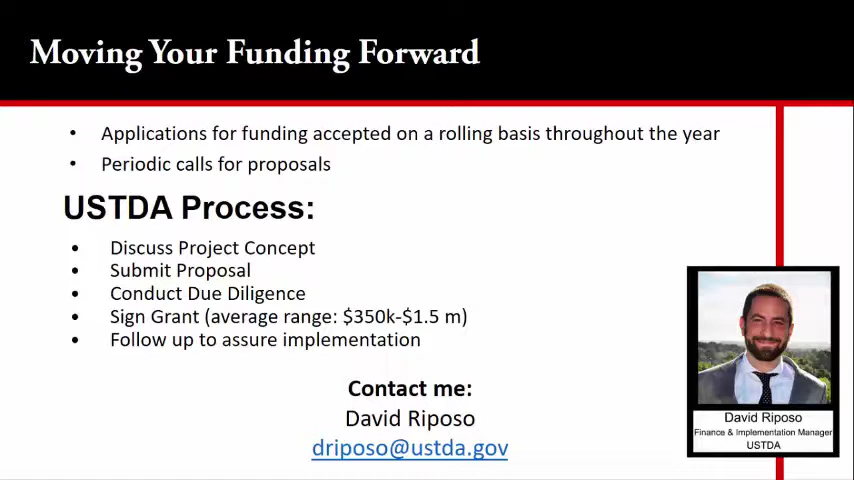 Moving Your Funding Forward
• Applications for funding accepted on a rolling basis throughout the year
• Periodic calls for proposals
USTDA Process:
• Discuss Project Concept
• Submit Proposal
• Conduct Due Diligence
• Sign Grant (average range: $350k-$1.5 m)
• Follow up to assure implementation
Contact me:
David Riposo
driposo@ustda.gov
David Riposo
Finance & Implementation Manager
USTDA